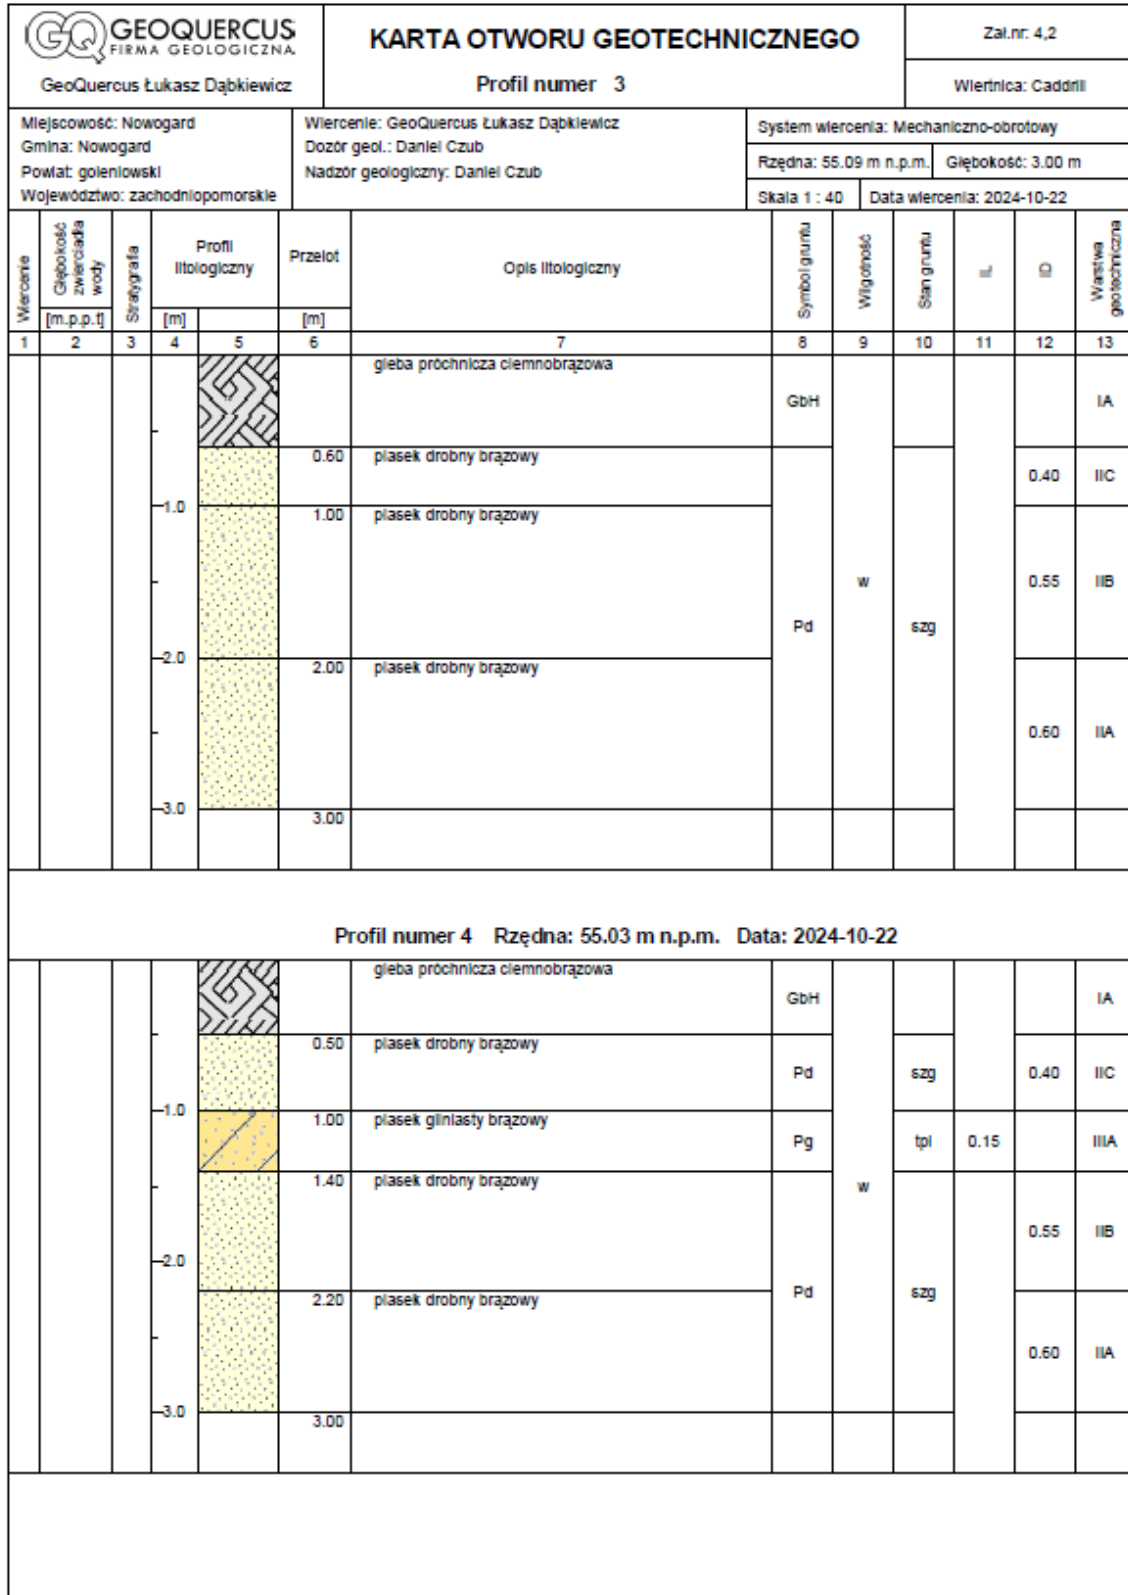 GQ GEOQUERCUS
FIRMA GEOLOGICZNA
GeoQuercus Łukasz Dąbkiewicz
KARTA OTWORU GEOTECHNICZNEGO
Profil numer 3
Zał.nr: 4,2
Wiertnica: Caddrill
Miejscowość: Nowogard
Gmina: Nowogard
Powiat: goleniowski
Województwo: zachodniopomorskie
Wiercenie: GeoQuercus Łukasz Dąbkiewicz
Dozór geol.: Daniel Czub
Nadzór geologiczny: Daniel Czub
System wiercenia: Mechaniczno-obrotowy
Rzędna: 55.09 m n.p.m. Głębokość: 3.00 m
Skala 1 : 40 Data wiercenia: 2024-10-22
Wiercenie
Głębokość zwierciadła wody
[m.p.p.t]
Stratygrafia
Profil litologiczny
[m]
Przelot
[m]
Opis litologiczny
Symbol gruntu
Wilgotność
Stan gruntu
IL
ID
Warstwa geotechniczna
1 2 3 4 5 6 7 8 9 10 11 12 13
gleba próchnicza ciemnobrązowa
GbH IA
0.60 piasek drobny brązowy
0.40 IIC
1.0
1.00 piasek drobny brązowy
w 0.55 IIB
Pd szg
2.0
2.00 piasek drobny brązowy
0.60 IIA
3.0
3.00
Profil numer 4 Rzędna: 55.03 m n.p.m. Data: 2024-10-22
gleba próchnicza ciemnobrązowa
GbH IA
0.50 piasek drobny brązowy
Pd szg 0.40 IIC
1.0
1.00 piasek gliniasty brązowy
Pg tpl 0.15 IIIA
1.40 piasek drobny brązowy
w
0.55 IIB
2.0
Pd szg
2.20 piasek drobny brązowy
0.60 IIA
3.0
3.00